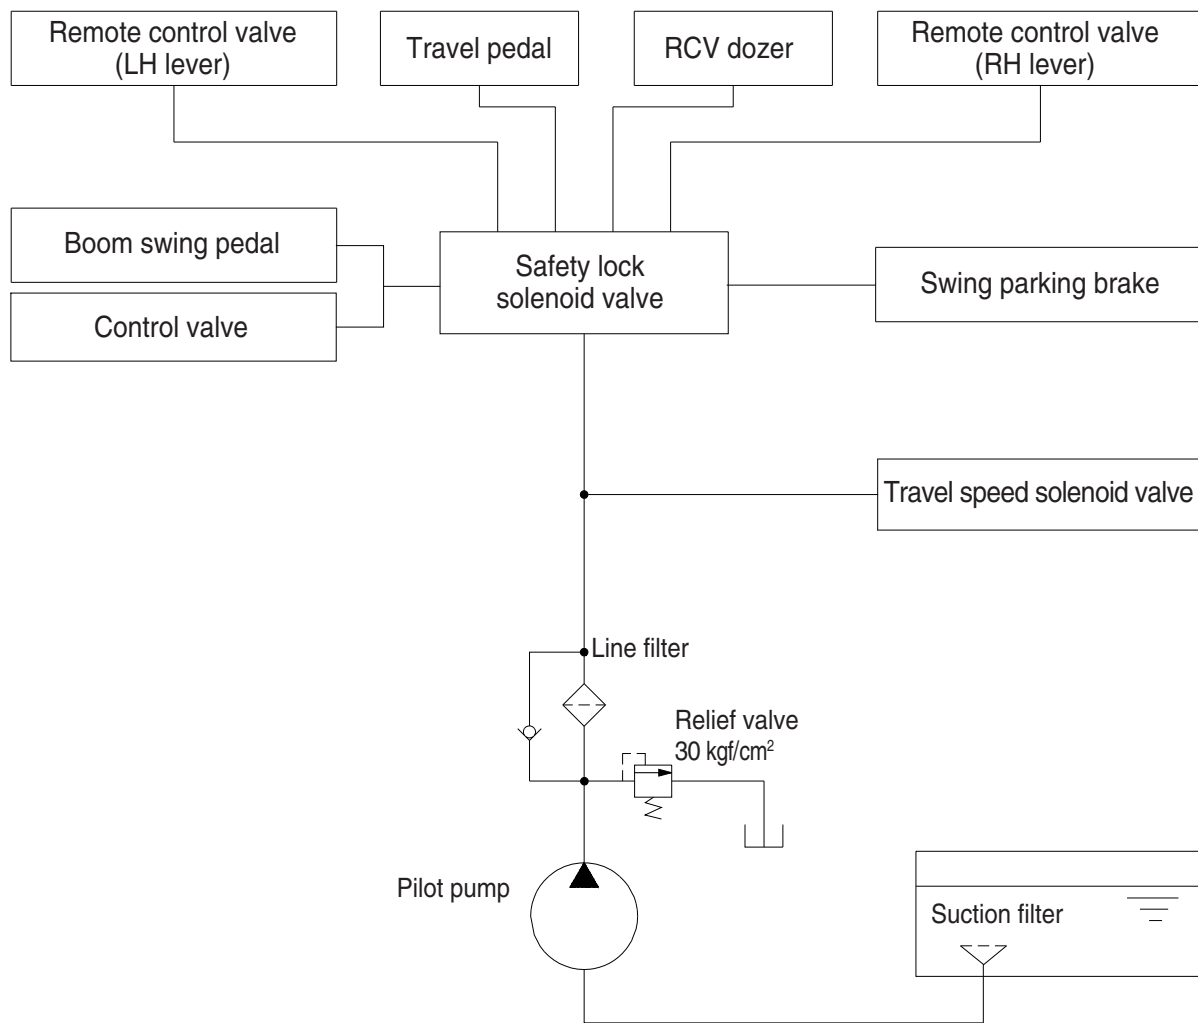 Remote control valve
(LH lever)
Travel pedal
RCV dozer
Remote control valve
(RH lever)
Boom swing pedal
Control valve
Safety lock
solenoid valve
Swing parking brake
Travel speed solenoid valve
Line filter
Relief valve
30 kgf/cm²
Pilot pump
Suction filter